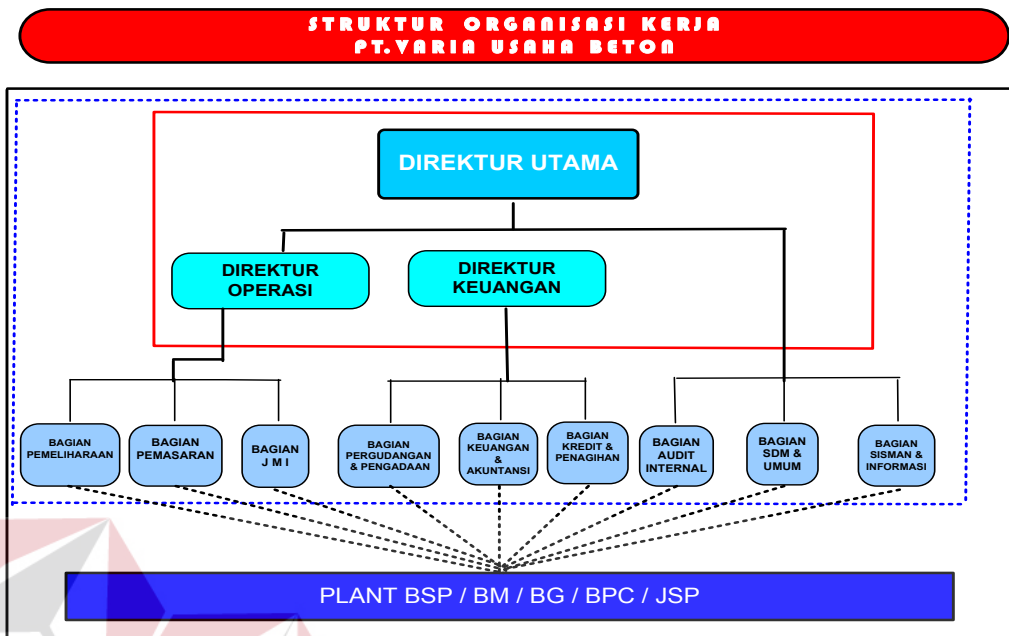 STRUKTUR ORGANISASI KERJA
PT.VARIA USAHA BETON
DIREKTUR UTAMA
DIREKTUR
OPERASI
DIREKTUR
KEUANGAN
BAGIAN
PEMELIHARAAN
BAGIAN
PEMASARAN
BAGIAN
J M I
BAGIAN
PERGUDANGAN
& PENGADAAN
BAGIAN
KEUANGAN
&
AKUNTANSI
BAGIAN
KREDIT &
PENAGIHAN
BAGIAN
AUDIT
INTERNAL
BAGIAN
SDM &
UMUM
BAGIAN
SISMAN &
INFORMASI
PLANT BSP / BM / BG / BPC / JSP